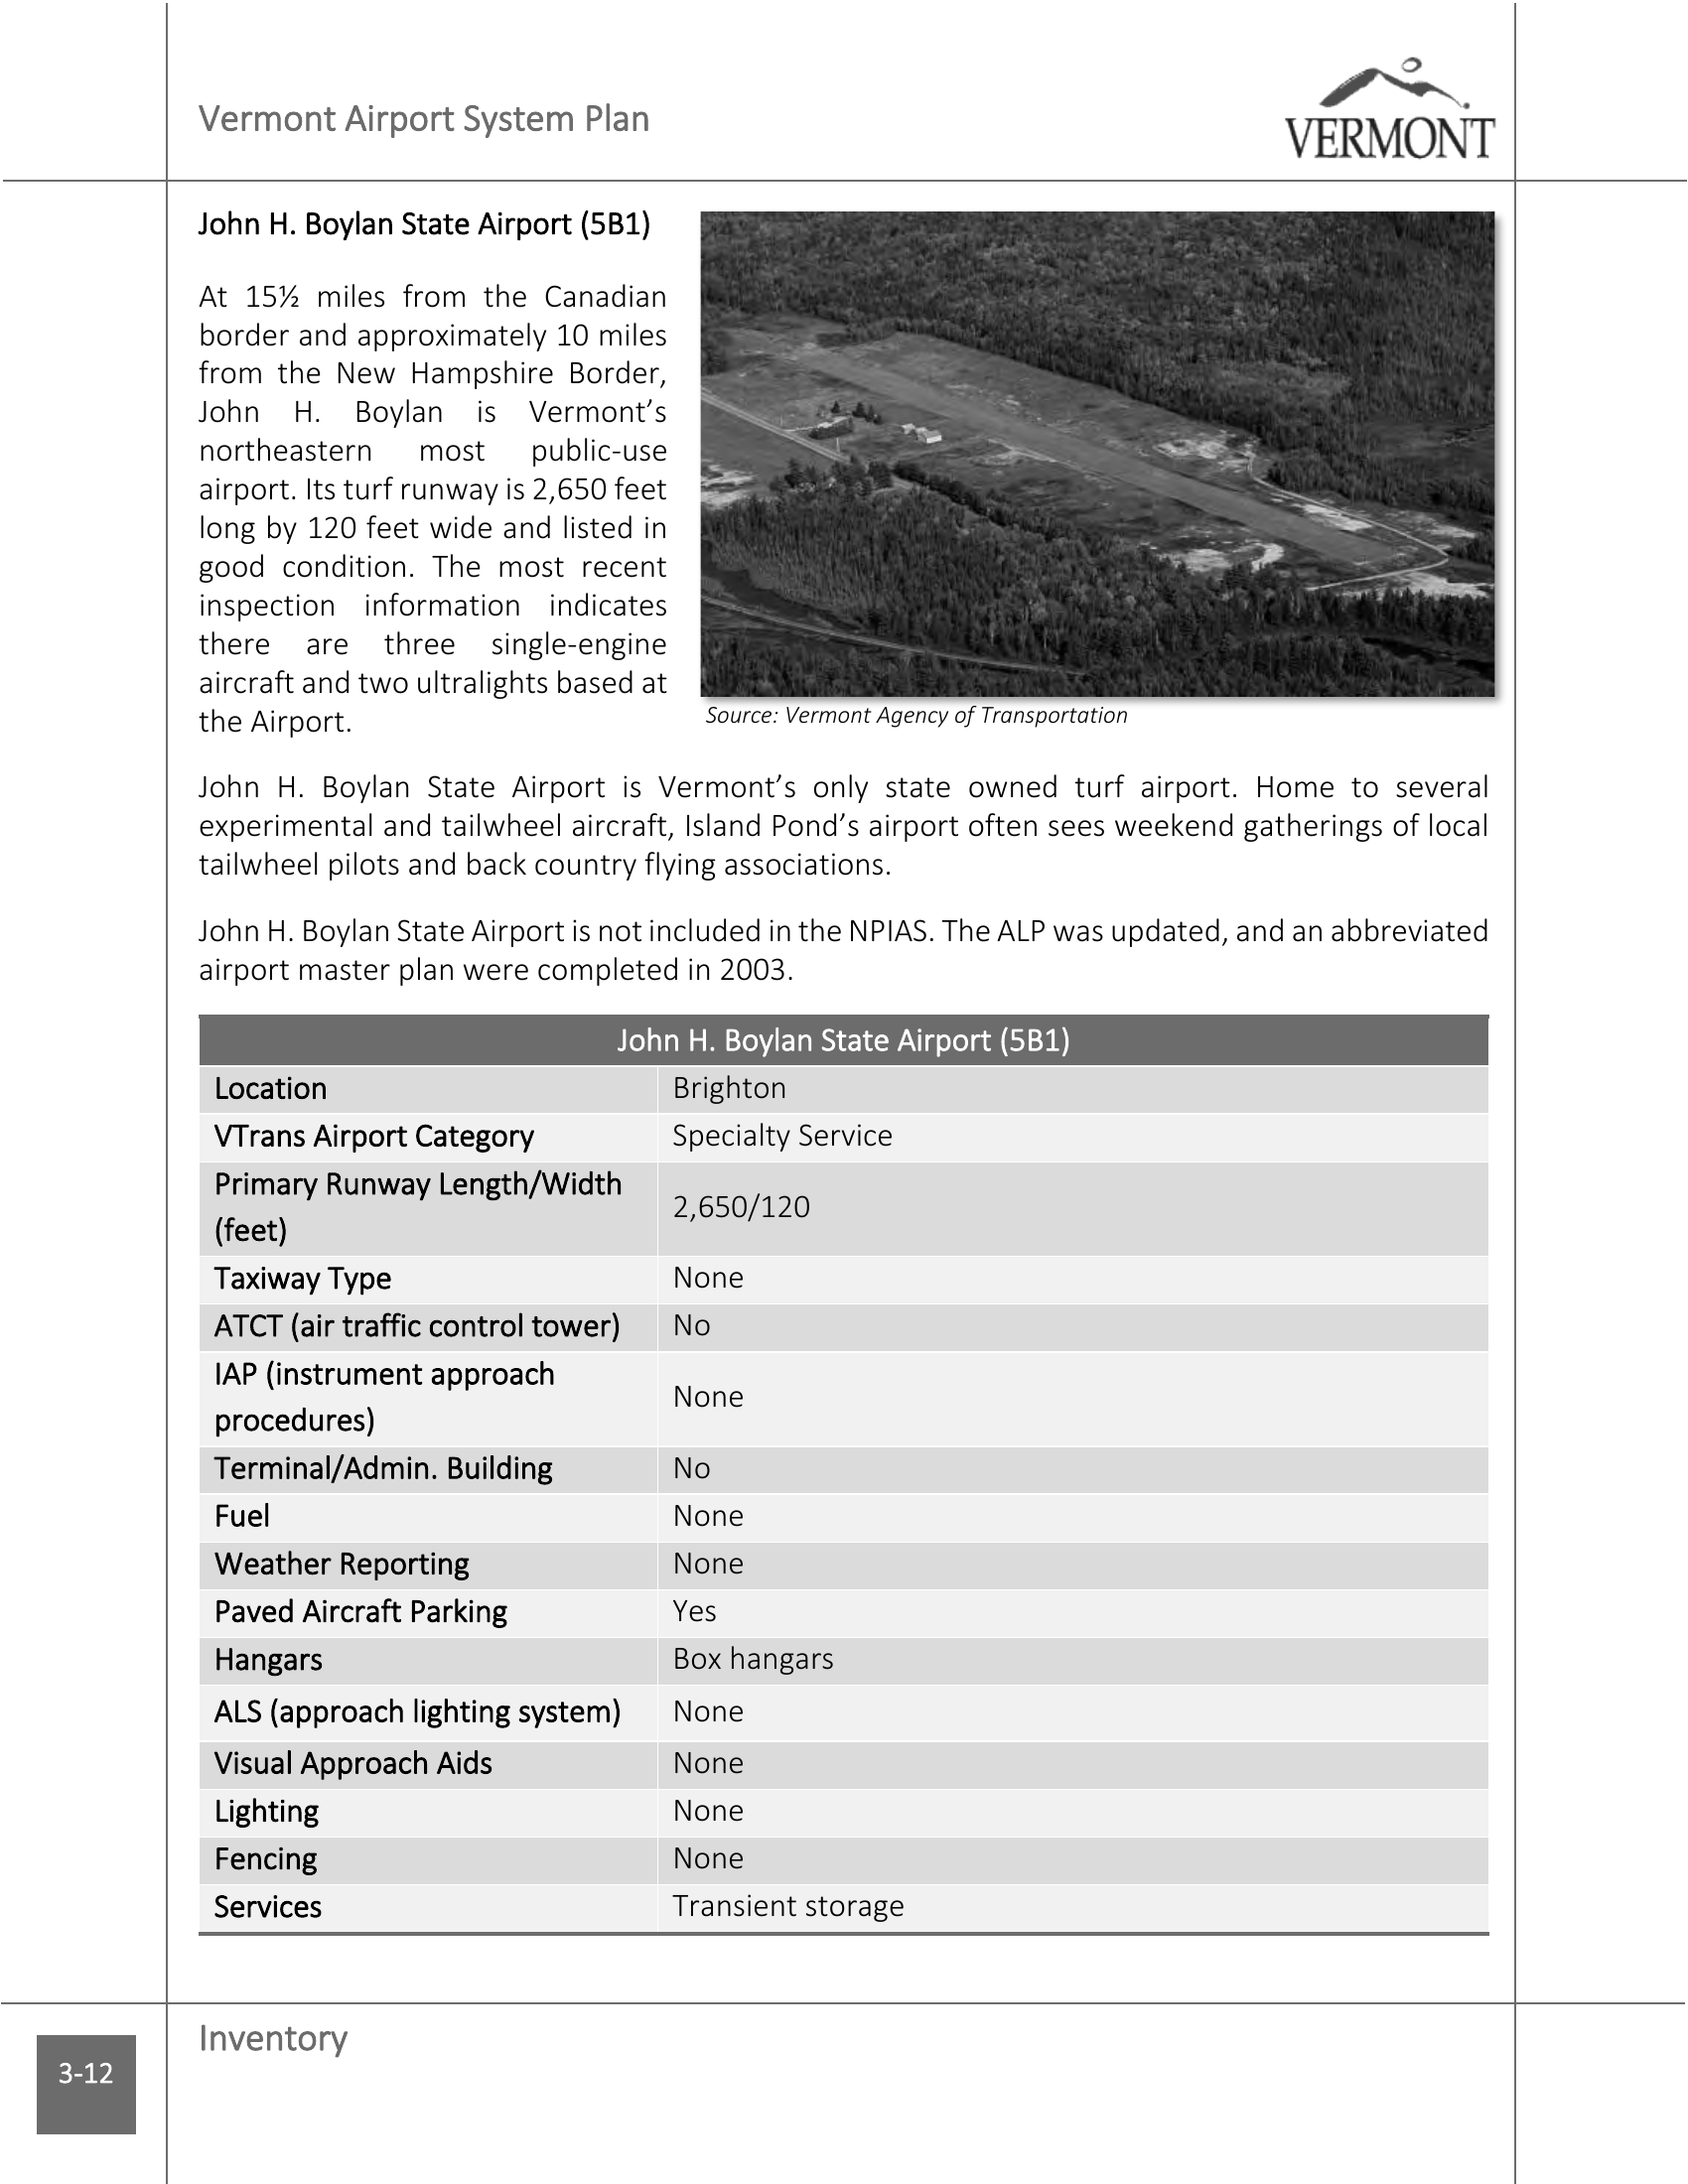 Vermont Airport System Plan
VERMONT
John H. Boylan State Airport (5B1)
At 15½ miles from the Canadian
border and approximately 10 miles
from the New Hampshire Border,
John H. Boylan is Vermont’s
northeastern most public-use
airport. Its turf runway is 2,650 feet
long by 120 feet wide and listed in
good condition. The most recent
inspection information indicates
there are three single-engine
aircraft and two ultralights based at
the Airport.
Source: Vermont Agency of Transportation
John H. Boylan State Airport is Vermont’s only state owned turf airport. Home to several
experimental and tailwheel aircraft, Island Pond’s airport often sees weekend gatherings of local
tailwheel pilots and back country flying associations.
John H. Boylan State Airport is not included in the NPIAS. The ALP was updated, and an abbreviated
airport master plan were completed in 2003.
John H. Boylan State Airport (5B1)
Location Brighton
VTrans Airport Category Specialty Service
Primary Runway Length/Width
(feet)
2,650/120
Taxiway Type None
ATCT (air traffic control tower) No
IAP (instrument approach
procedures)
None
Terminal/Admin. Building No
Fuel None
Weather Reporting None
Paved Aircraft Parking Yes
Hangars Box hangars
ALS (approach lighting system) None
Visual Approach Aids None
Lighting None
Fencing None
Services Transient storage
Inventory
3-12